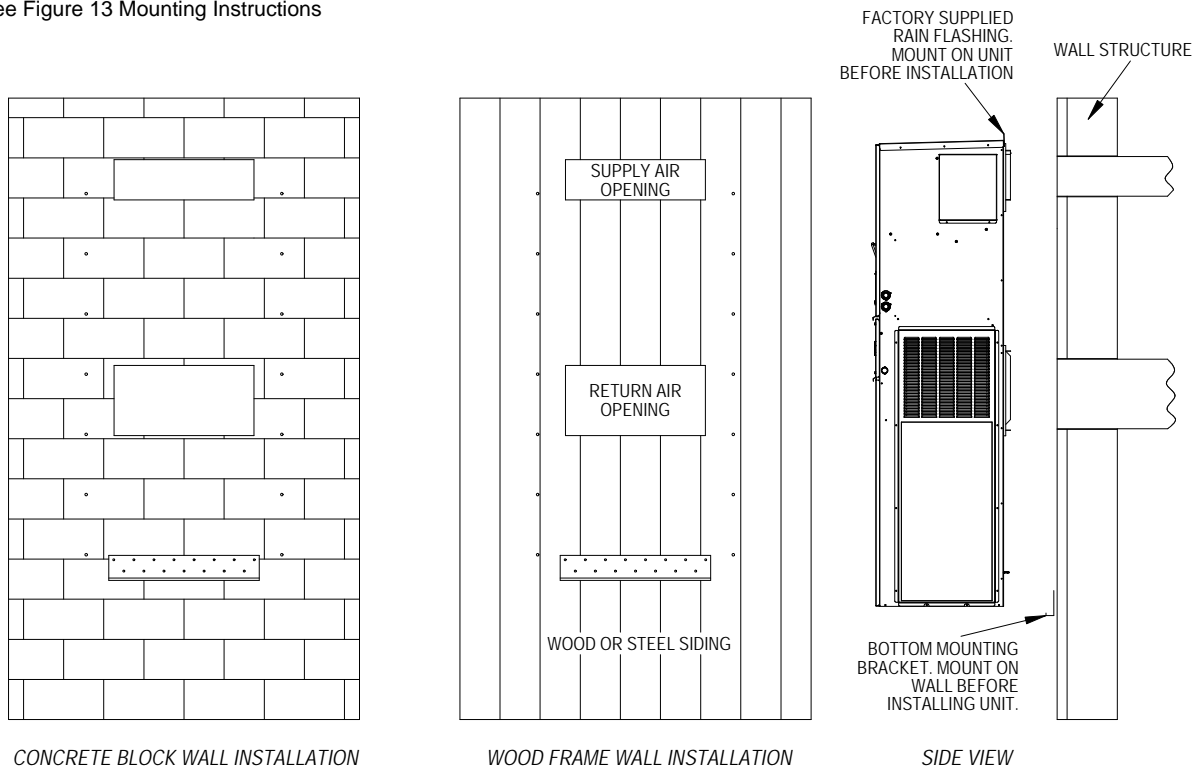 ee Figure 13 Mounting Instructions
FACTORY SUPPLIED
RAIN FLASHING.
MOUNT ON UNIT
BEFORE INSTALLATION
WALL STRUCTURE
SUPPLY AIR
OPENING
RETURN AIR
OPENING
WOOD OR STEEL SIDING
BOTTOM MOUNTING
BRACKET. MOUNT ON
WALL BEFORE
INSTALLING UNIT.
CONCRETE BLOCK WALL INSTALLATION
WOOD FRAME WALL INSTALLATION
SIDE VIEW